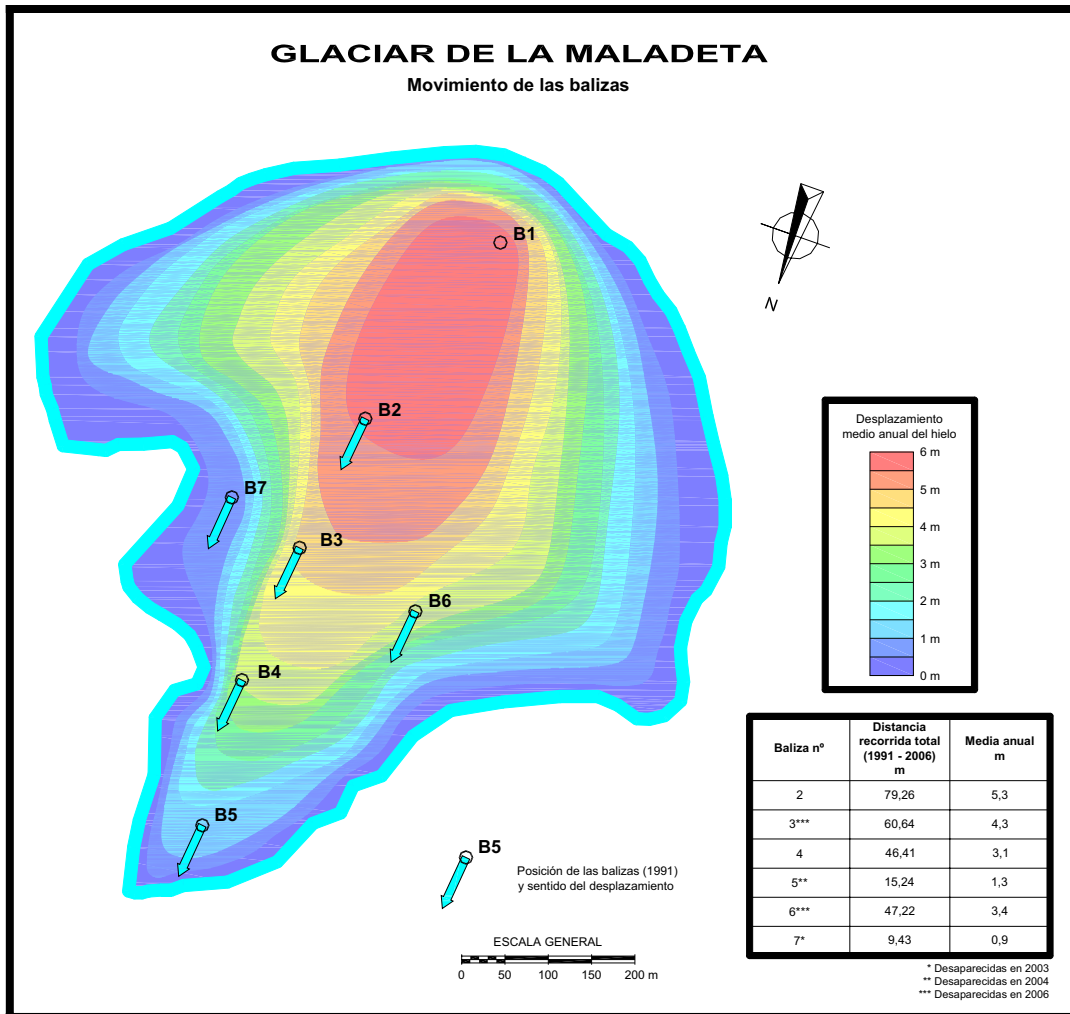 GLACIAR DE LA MALADETA
Movimiento de las balizas
B1
N
B2
B7
B3
B6
B4
B5
Desplazamiento
medio anual del hielo
6 m
5 m
4 m
3 m
2 m
1 m
0 m
Baliza nº
Distancia
recorrida total
(1991 - 2006)
m
Media anual
m
2 79,26 5,3
3*** 60,64 4,3
4 46,41 3,1
5** 15,24 1,3
6*** 47,22 3,4
7* 9,43 0,9
* Desaparecidas en 2003
** Desaparecidas en 2004
*** Desaparecidas en 2006
B5
Posición de las balizas (1991)
y sentido del desplazamiento
ESCALA GENERAL
0 50 100 150 200 m